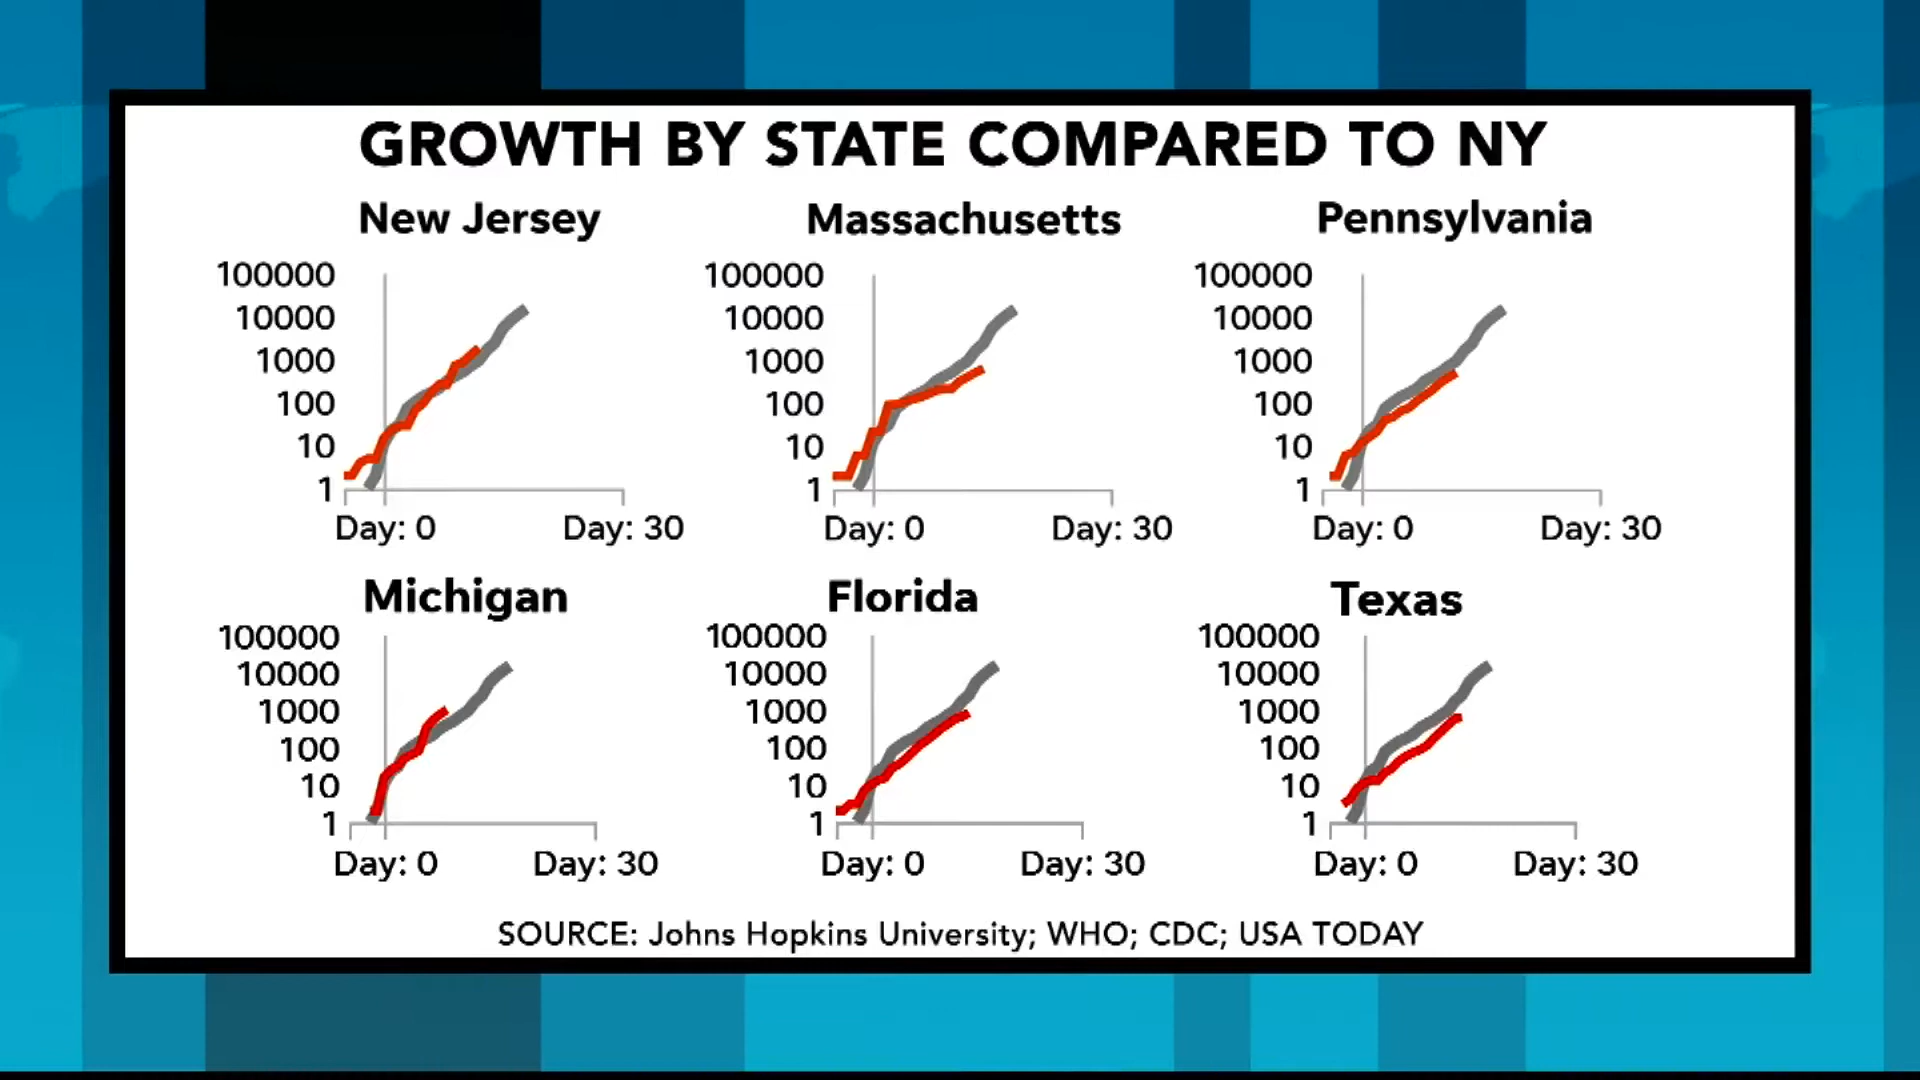 GROWTH BY STATE COMPARED TO NY
New Jersey
100000
10000
1000
100
10
1
Day: 0 Day: 30
Massachusetts
100000
10000
1000
100
10
1
Day: 0 Day: 30
Pennsylvania
100000
10000
1000
100
10
1
Day: 0 Day: 30
Michigan
100000
10000
1000
100
10
1
Day: 0 Day: 30
Florida
100000
10000
1000
100
10
1
Day: 0 Day: 30
Texas
100000
10000
1000
100
10
1
Day: 0 Day: 30
SOURCE: Johns Hopkins University; WHO; CDC; USA TODAY